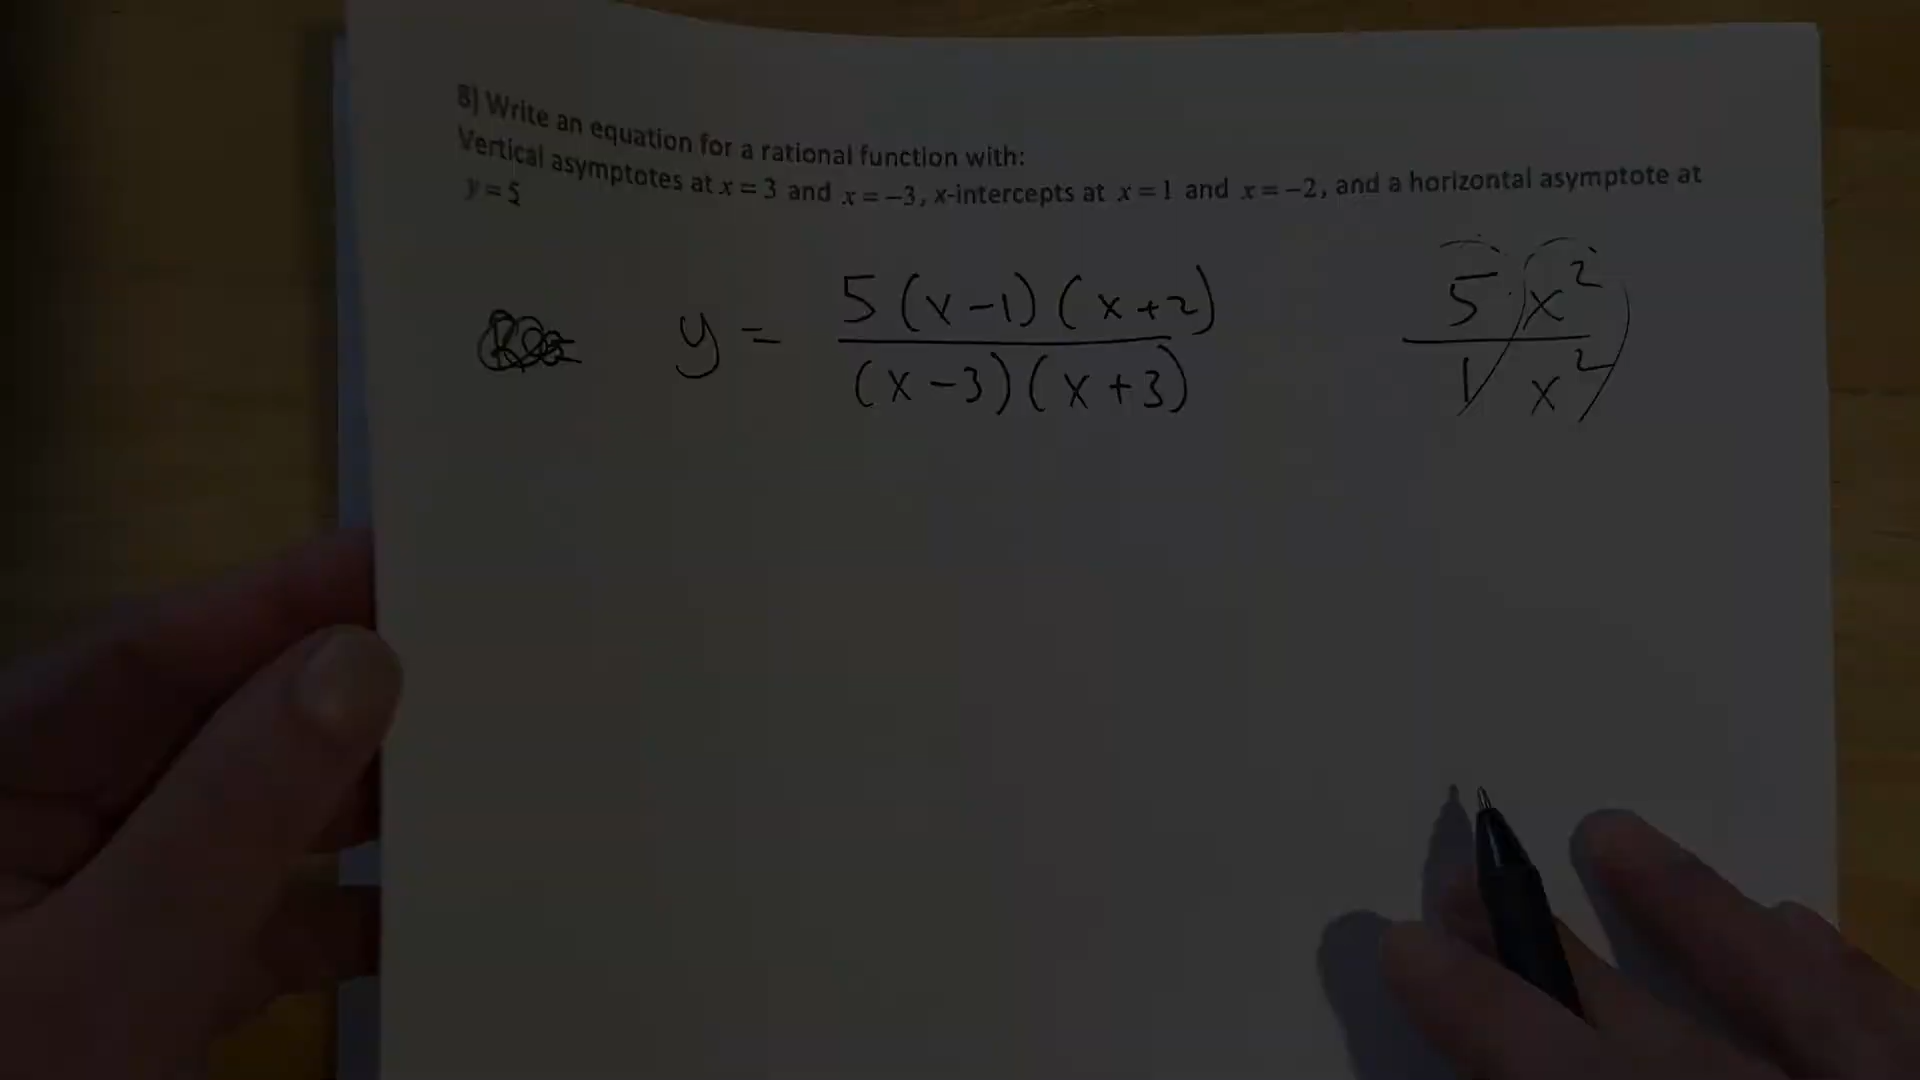 8) Write an equation for a rational function with:
Vertical asymptotes at x = 3 and x = −3, x-intercepts at x = 1 and x = −2, and a horizontal asymptote at
y = 5
y = 5(x-1)(x+2) / (x-3)(x+3)
5 x² / 1 x²